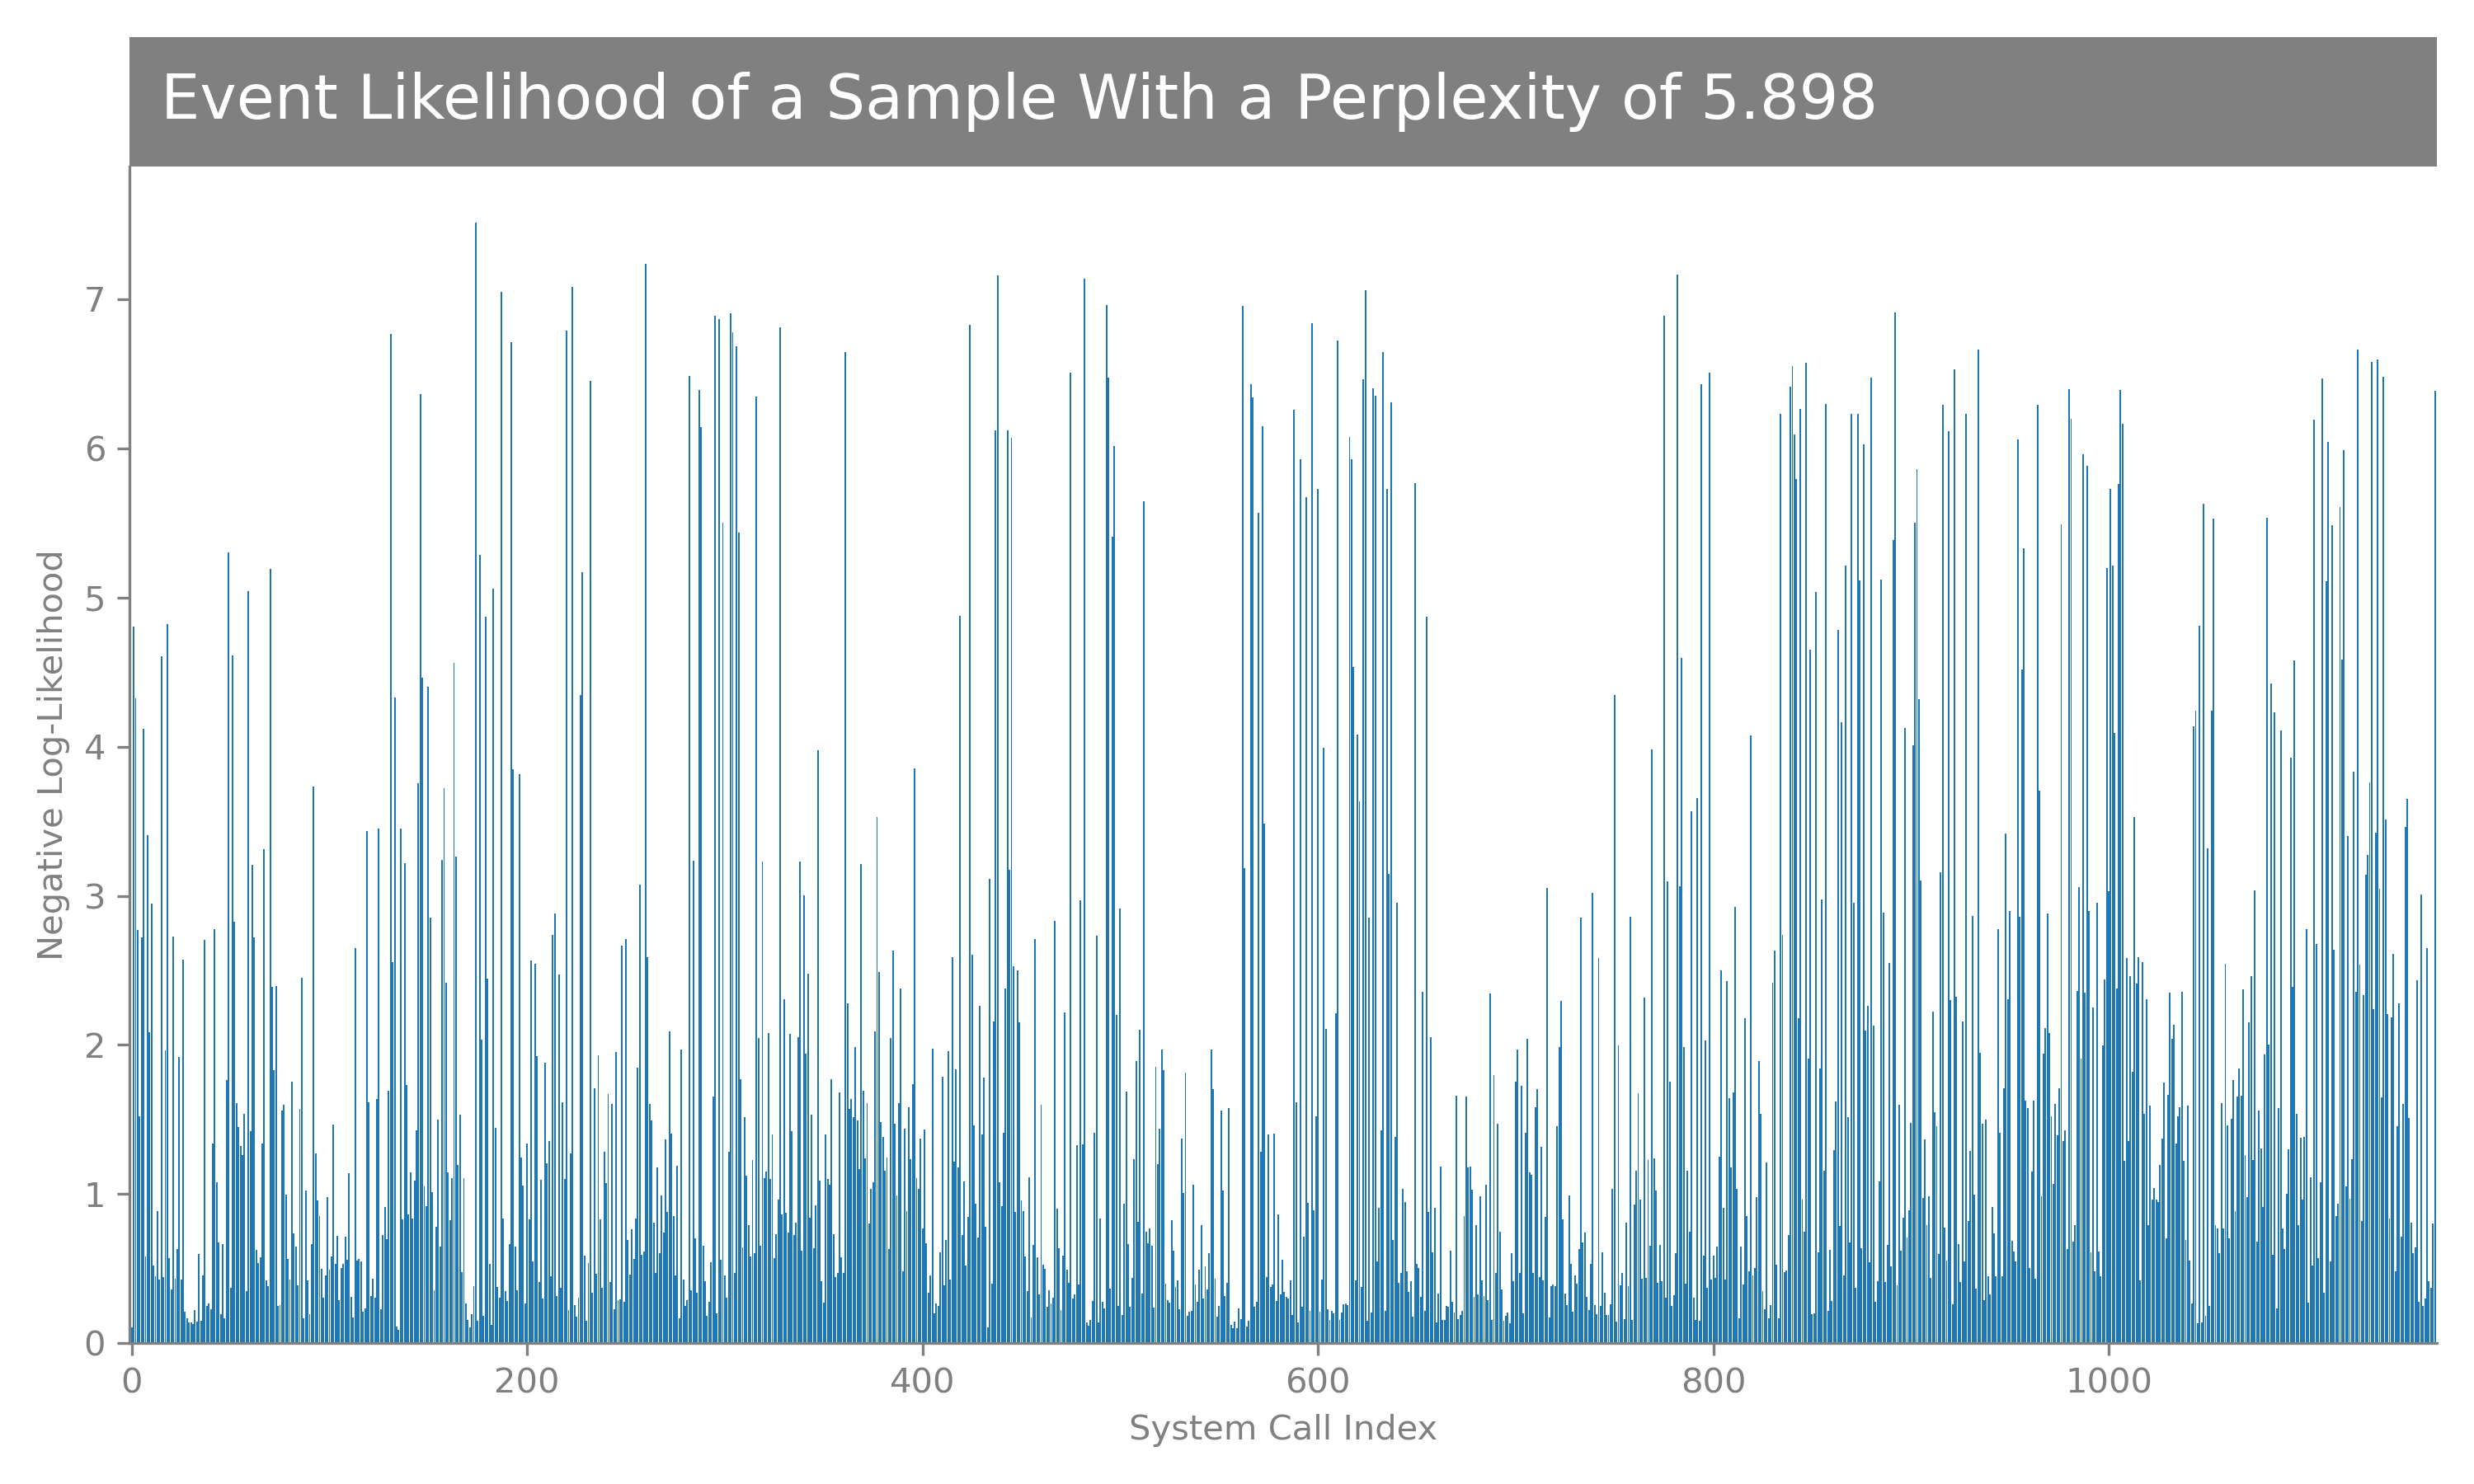 Event Likelihood of a Sample With a Perplexity of 5.898
7
6
5
4
3
2
1
0
Negative Log-Likelihood
0 200 400 600 800 1000
System Call Index